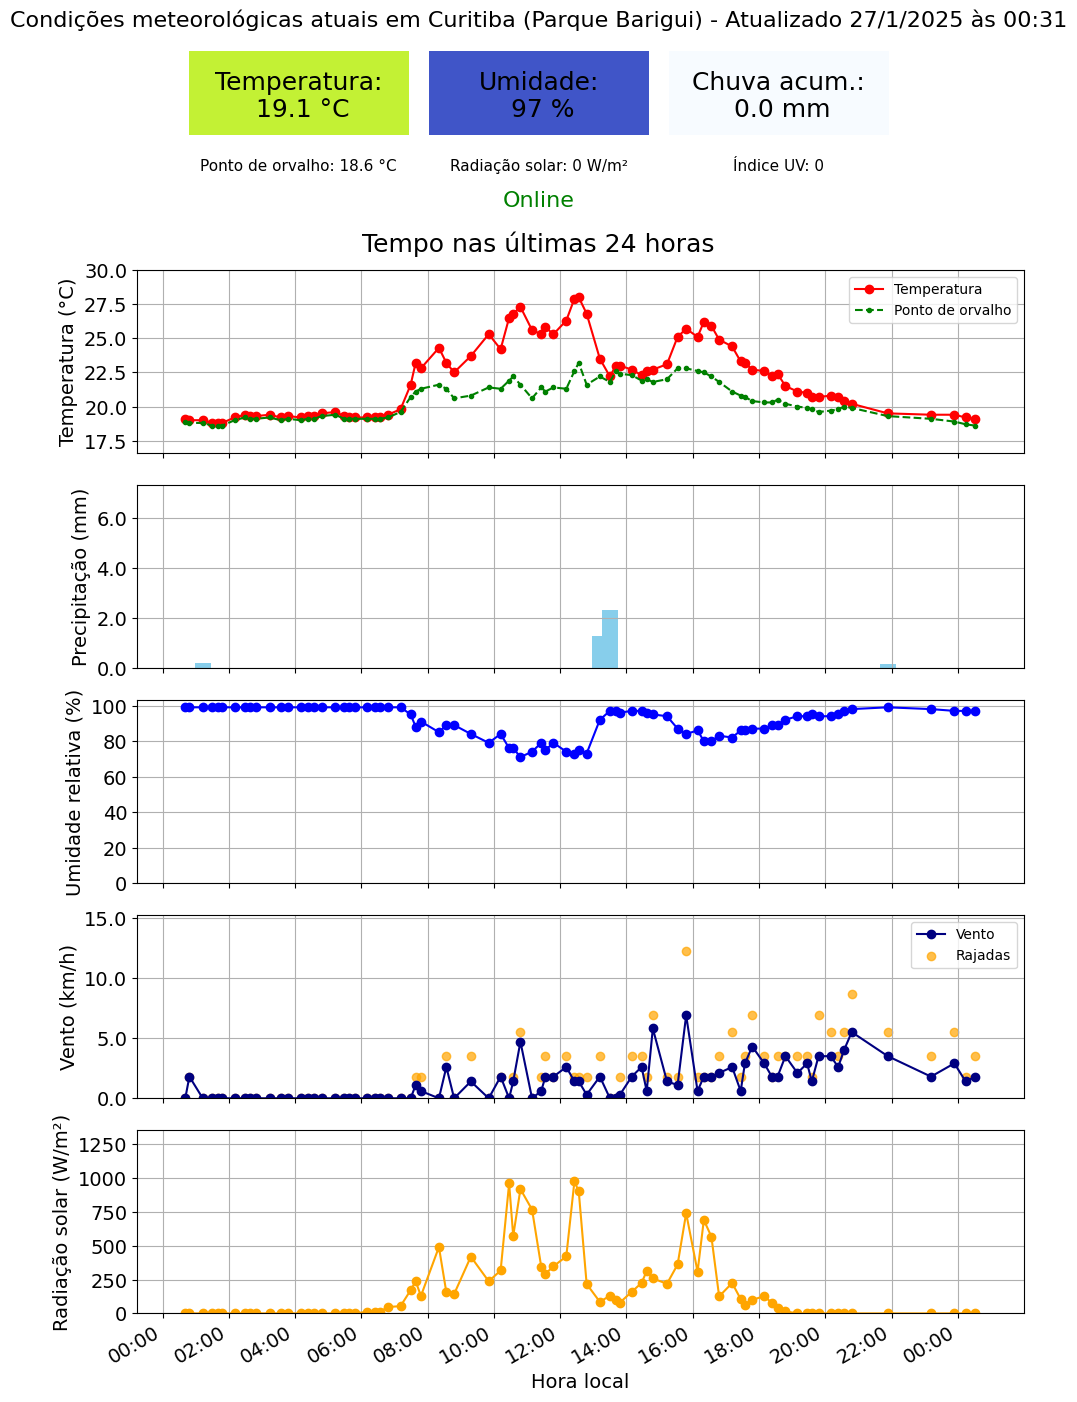 Condições meteorológicas atuais em Curitiba (Parque Barigui) - Atualizado 27/1/2025 às 00:31
Temperatura:
19.1 °C
Umidade:
97 %
Chuva acum.:
0.0 mm
Ponto de orvalho: 18.6 °C
Radiação solar: 0 W/m²
Índice UV: 0
Online
Tempo nas últimas 24 horas
Temperatura (°C)
30.0
27.5
25.0
22.5
20.0
17.5
Temperatura
Ponto de orvalho
Precipitação (mm)
6.0
4.0
2.0
0.0
Umidade relativa (%)
100
80
60
40
20
0
Vento (km/h)
15.0
10.0
5.0
0.0
Vento
Rajadas
Radiação solar (W/m²)
1250
1000
750
500
250
0
00:00
02:00
04:00
06:00
08:00
10:00
12:00
14:00
16:00
18:00
20:00
22:00
00:00
Hora local